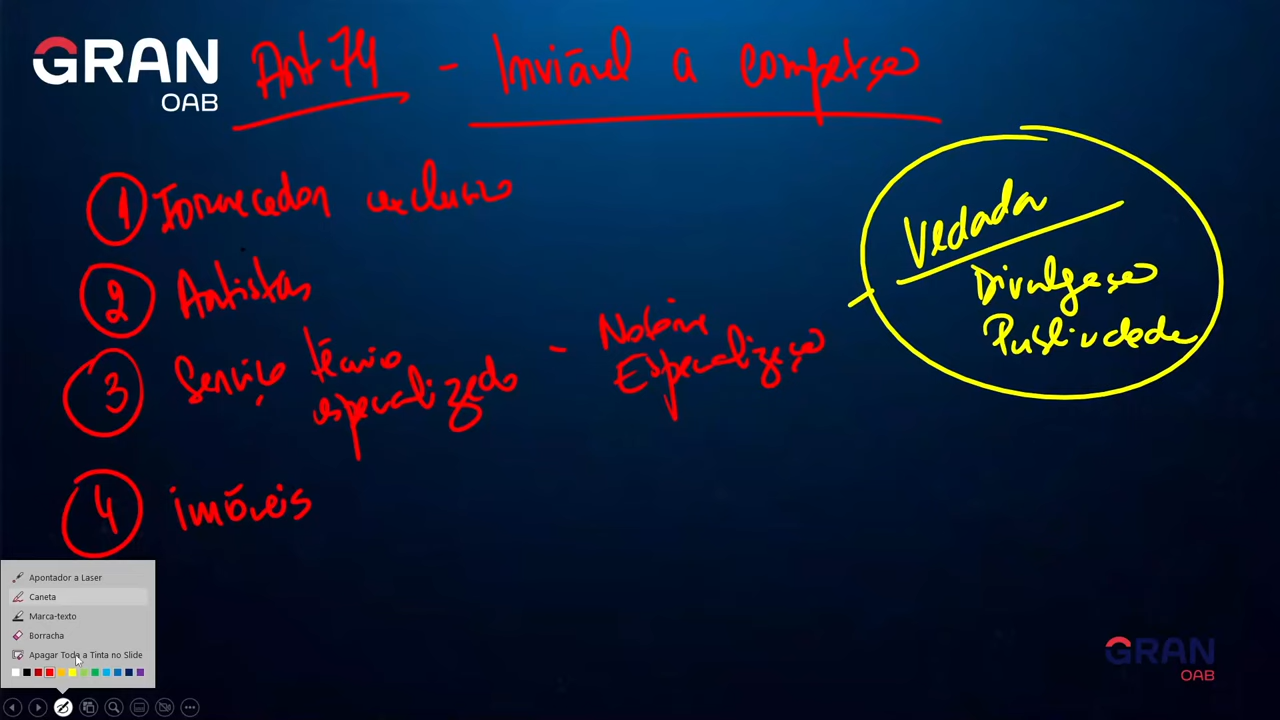 GRAN
OAB
Art 74 - Inviável a competição
1 Fornecedor exclusivo
2 Artistas
3 Serviço técnico especializado - Notória Especialização
Vedada
Divulgação
Publicidade
4 imóveis
Apontador a Laser
Caneta
Marca-texto
Borracha
Apagar Toda a Tinta no Slide
GRAN
OAB